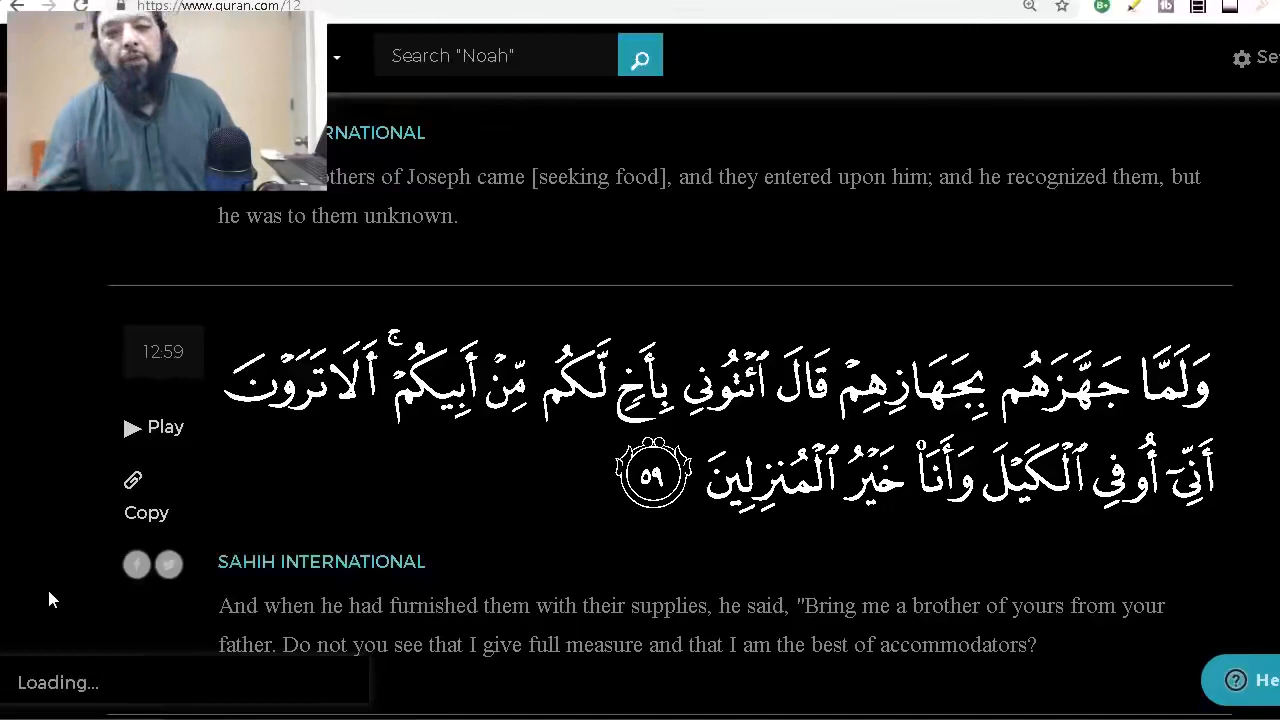 https://www.quran.com/12
Search "Noah"
RNATIONAL
others of Joseph came [seeking food], and they entered upon him; and he recognized them, but
he was to them unknown.
12:59
وَلَمَّا جَهَّزَهُم بِجَهَازِهِمْ قَالَ ٱئْتُونِى بِأَخٍ لَّكُم مِّنْ أَبِيكُمْ ۚ أَلَا تَرَوْنَ
أَنِّىٓ أُوفِى ٱلْكَيْلَ وَأَنَا۠ خَيْرُ ٱلْمُنزِلِينَ ٥٩
Play
Copy
SAHIH INTERNATIONAL
And when he had furnished them with their supplies, he said, "Bring me a brother of yours from your
father. Do not you see that I give full measure and that I am the best of accommodators?
Loading...